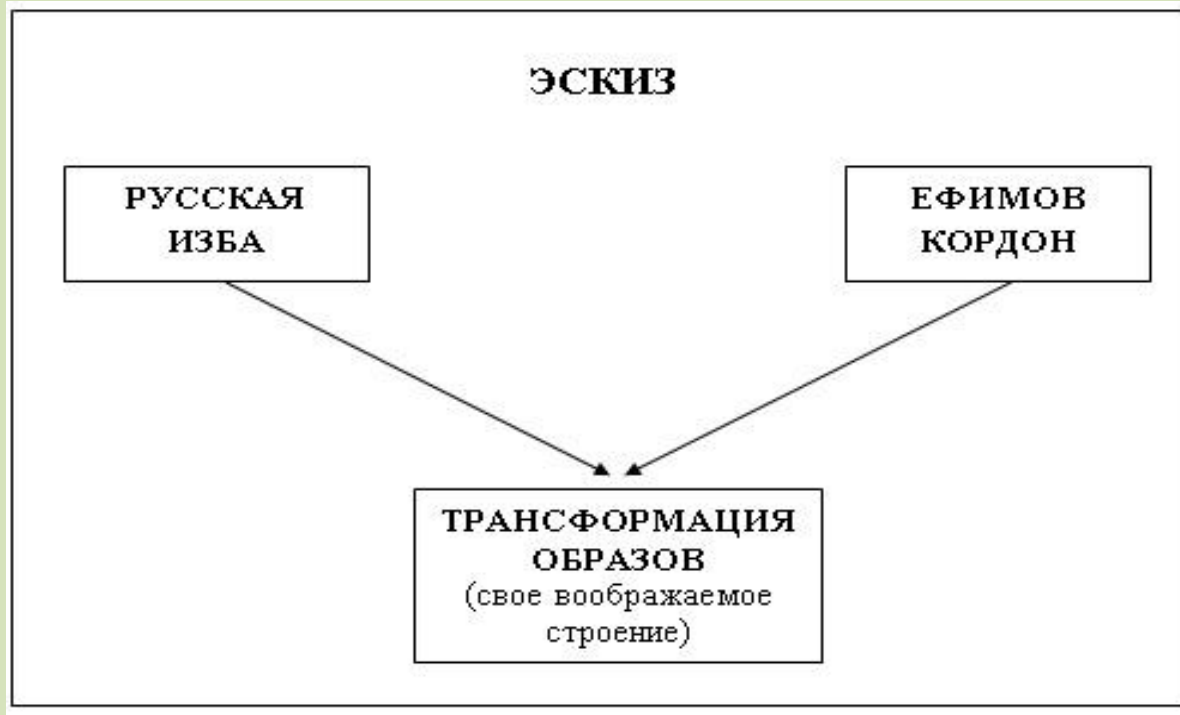 ЭСКИЗ
РУССКАЯ
ИЗБА
ЕФИМОВ
КОРДОН
ТРАНСФОРМАЦИЯ
ОБРАЗОВ
(свое воображаемое
строение)